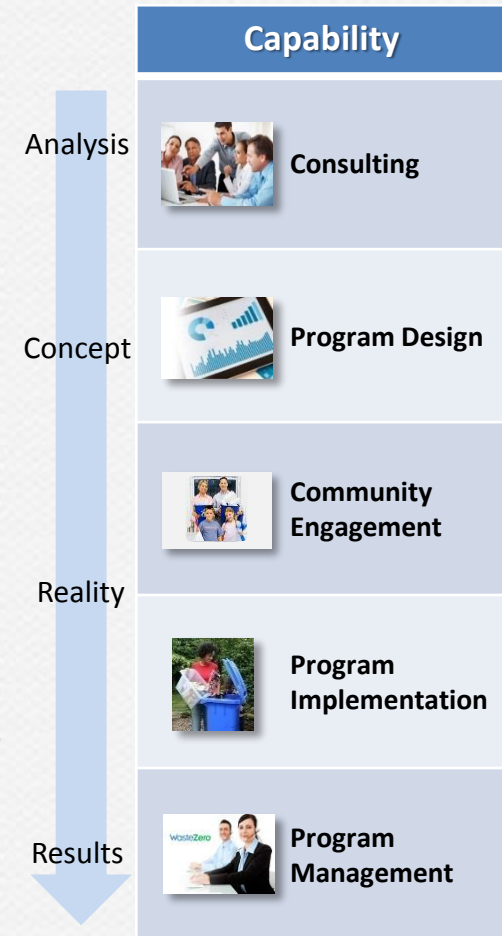 Capability
Analysis
Consulting
Concept
Program Design
Community
Engagement
Reality
Program
Implementation
WasteZero
Results
Program
Management